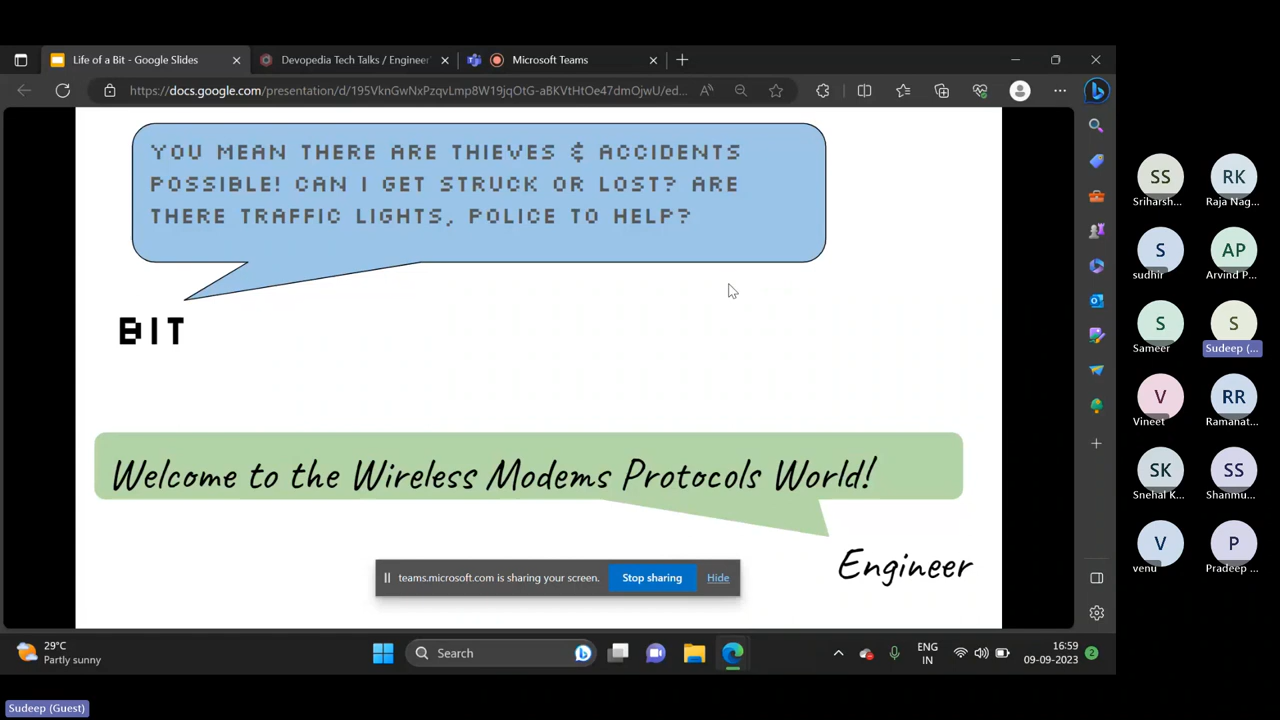 Life of a Bit - Google Slides
Devopedia Tech Talks / Engineer
Microsoft Teams
https://docs.google.com/presentation/d/195VknGwNxPzqvLmp8W19jqOtG-aBKVtHtOe47dmOjwU/ed...
YOU MEAN THERE ARE THIEVES & ACCIDENTS
POSSIBLE! CAN I GET STRUCK OR LOST? ARE
THERE TRAFFIC LIGHTS, POLICE TO HELP?
BIT
Welcome to the Wireless Modems Protocols World!
Engineer
teams.microsoft.com is sharing your screen.
Stop sharing
Hide
SS
Sriharsh...
RK
Raja Nag...
S
sudhir
AP
Arvind P...
S
Sameer
S
Sudeep (...
V
Vineet
RR
Ramanat...
SK
Snehal K...
SS
Shanmu...
V
venu
P
Pradeep ...
29°C
Partly sunny
Search
ENG
IN
16:59
09-09-2023
2
Sudeep (Guest)